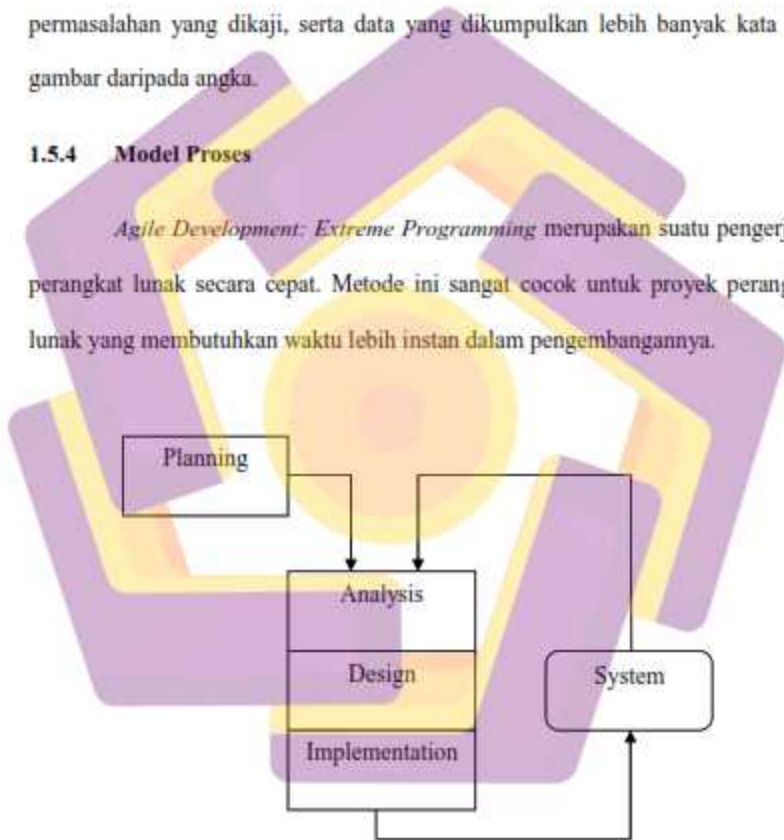 permasalahan yang dikaji, serta data yang dikumpulkan lebih banyak kata
gambar daripada angka.
1.5.4 Model Proses
Agile Development: Extreme Programming merupakan suatu
perangkat lunak secara cepat. Metode ini sangat cocok untuk proyek
lunak yang membutuhkan waktu lebih instan dalam pengembangannya.
Planning
Analysis
Design
System
Implementation